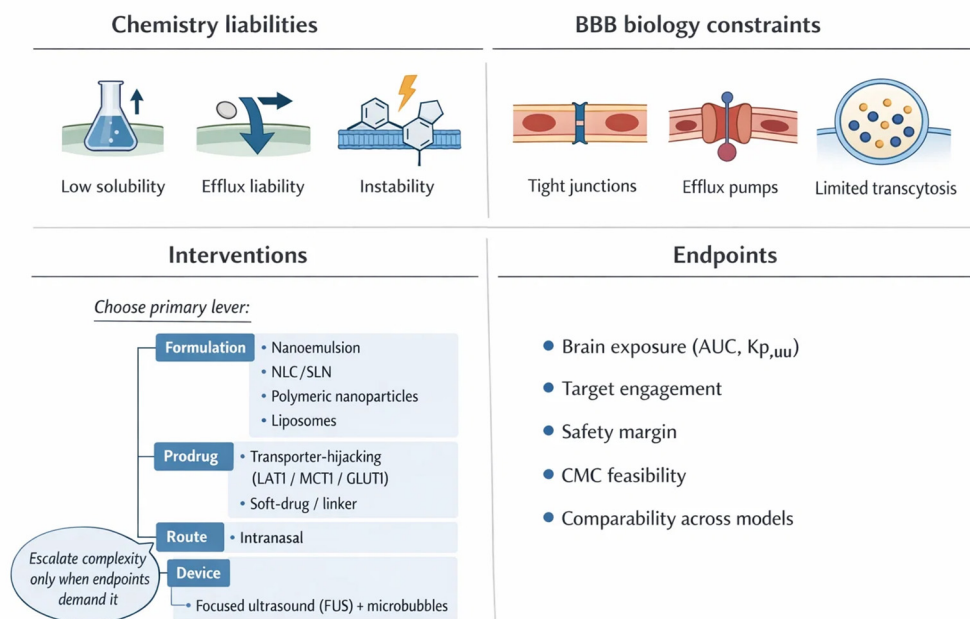 Chemistry liabilities
BBB biology constraints
Low solubility
Efflux liability
Instability
Tight junctions
Efflux pumps
Limited transcytosis
Interventions
Choose primary lever:
Formulation
• Nanoemulsion
• NLC/SLN
• Polymeric nanoparticles
• Liposomes
Prodrug
• Transporter-hijacking
(LAT1 / MCT1 / GLUT1)
• Soft-drug / linker
Route
• Intranasal
Escalate complexity
only when endpoints
demand it
Device
• Focused ultrasound (FUS) + microbubbles
Endpoints
• Brain exposure (AUC, Kp,uu)
• Target engagement
• Safety margin
• CMC feasibility
• Comparability across models